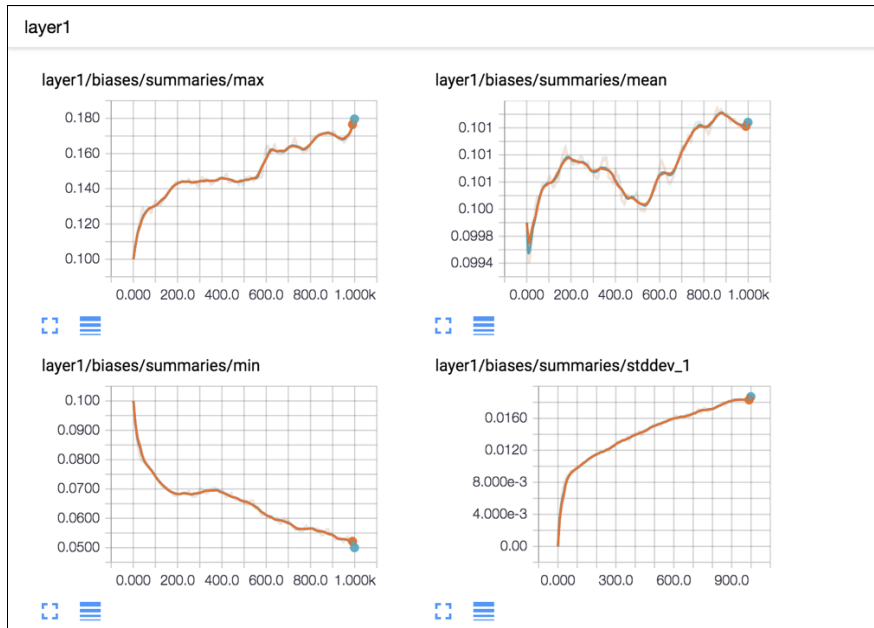 layer1
layer1/biases/summaries/max
0.180
0.160
0.140
0.120
0.100
0.000 200.0 400.0 600.0 800.0 1.000k
layer1/biases/summaries/mean
0.101
0.101
0.101
0.100
0.0998
0.0994
0.000 200.0 400.0 600.0 800.0 1.000k
layer1/biases/summaries/min
0.100
0.0900
0.0800
0.0700
0.0600
0.0500
0.000 200.0 400.0 600.0 800.0 1.000k
layer1/biases/summaries/stddev_1
0.0160
0.0120
8.000e-3
4.000e-3
0.00
0.000 300.0 600.0 900.0